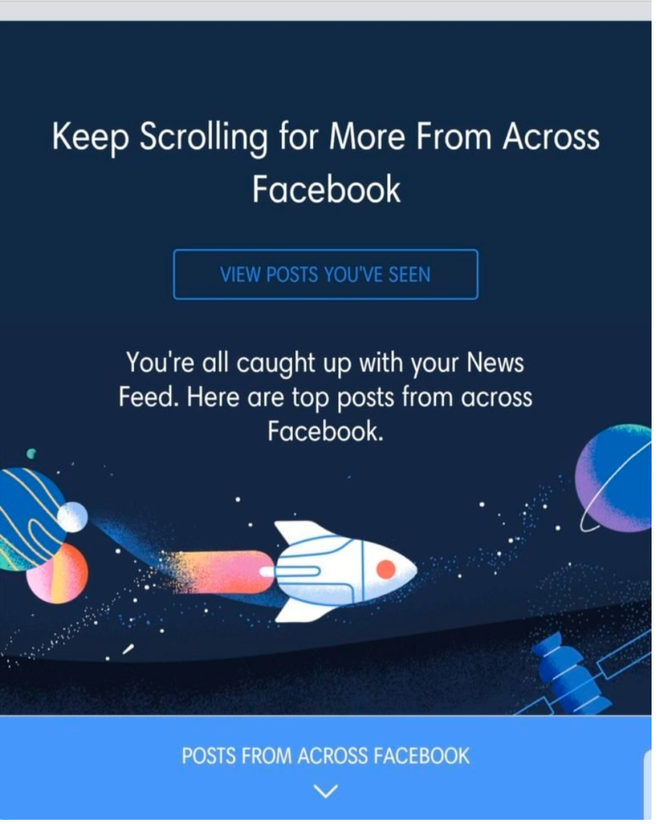 Keep Scrolling for More From Across
Facebook
VIEW POSTS YOU'VE SEEN
You're all caught up with your News
Feed. Here are top posts from across
Facebook.
POSTS FROM ACROSS FACEBOOK